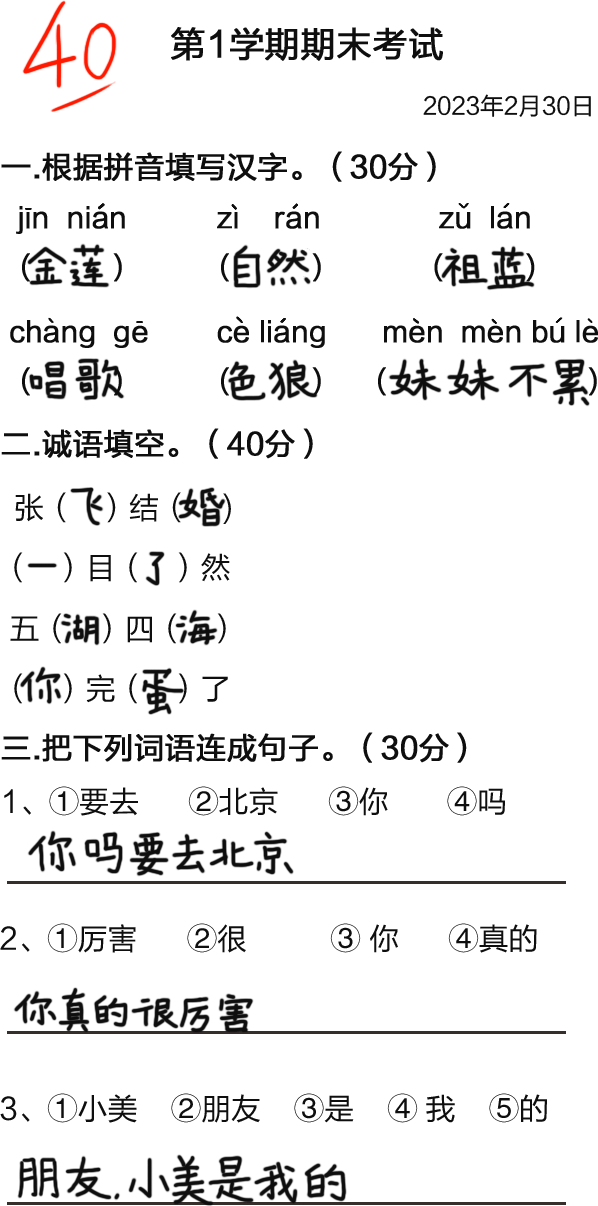 40
第1学期期末考试
2023年2月30日
一.根据拼音填写汉字。（30分）
jīn nián zì rán zǔ lán
(金莲) (自然) (祖蓝)
chàng gē cè liáng mèn mèn bú lè
(唱歌) (色狼) (妹妹不累)
二.诚语填空。（40分）
张（飞）结（婚）
（一）目（了）然
五（湖）四（海）
（你）完（蛋）了
三.把下列词语连成句子。（30分）
1、①要去 ②北京 ③你 ④吗
你吗要去北京
2、①厉害 ②很 ③ 你 ④真的
你真的很厉害
3、①小美 ②朋友 ③是 ④ 我 ⑤的
朋友,小美是我的